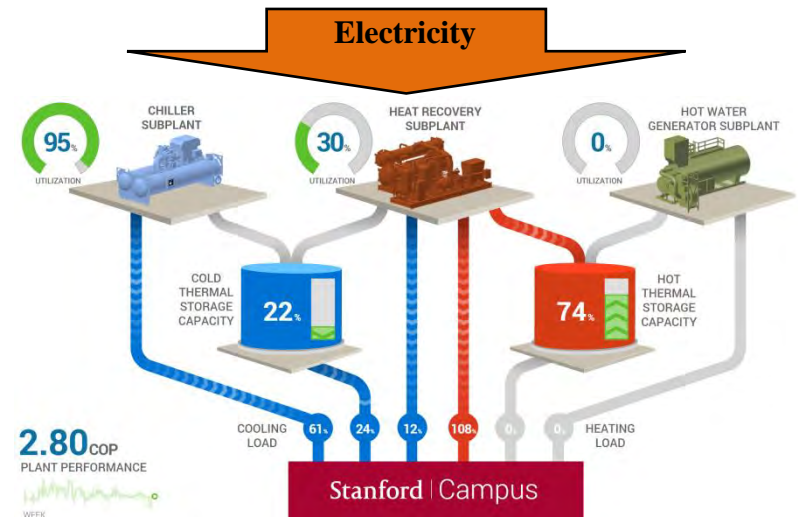 Electricity
CHILLER
SUBPLANT
95%
UTILIZATION
HEAT RECOVERY
SUBPLANT
30%
UTILIZATION
HOT WATER
GENERATOR SUBPLANT
0%
UTILIZATION
COLD
THERMAL
STORAGE
CAPACITY
22%
74%
HOT
THERMAL
STORAGE
CAPACITY
2.80 COP
PLANT PERFORMANCE
WEEK
COOLING
LOAD
61%
24%
12%
108%
0%
0%
HEATING
LOAD
Stanford | Campus